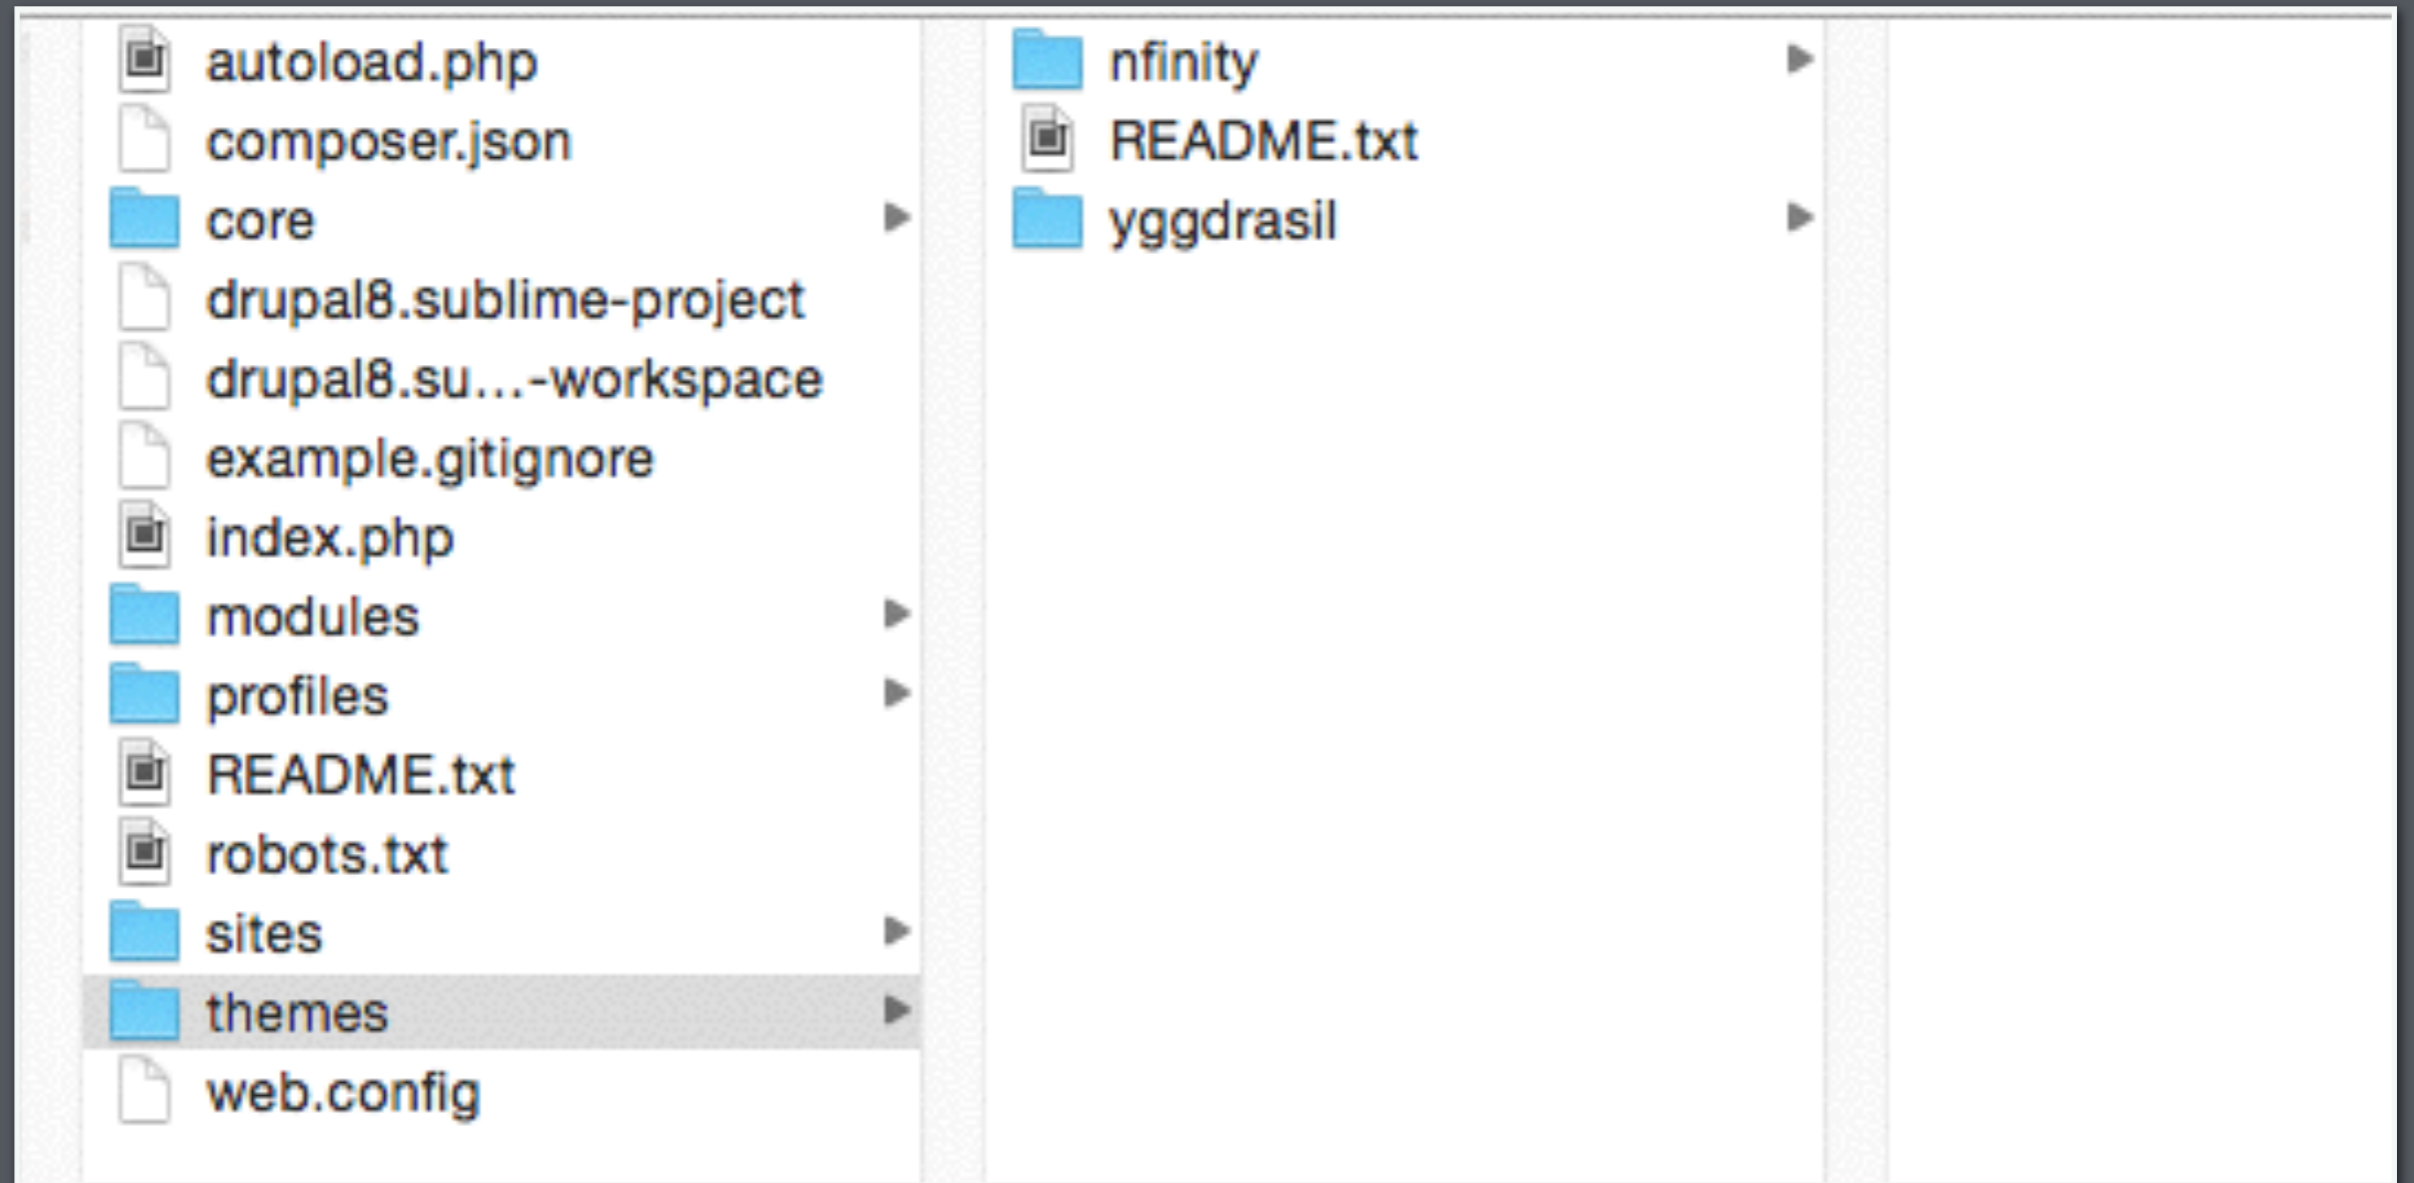 autoload.php
composer.json
core
drupal8.sublime-project
drupal8.su...-workspace
example.gitignore
index.php
modules
profiles
README.txt
robots.txt
sites
themes
web.config
nfinity
README.txt
yggdrasil